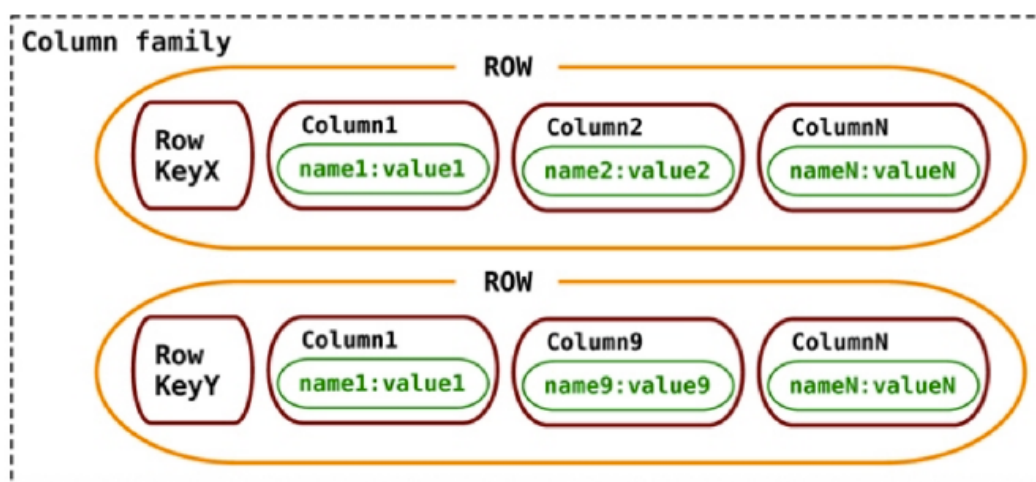 Column family
ROW
Row
KeyX
Column1
name1:value1
Column2
name2:value2
ColumnN
nameN:valueN
ROW
Row
KeyY
Column1
name1:value1
Column9
name9:value9
ColumnN
nameN:valueN